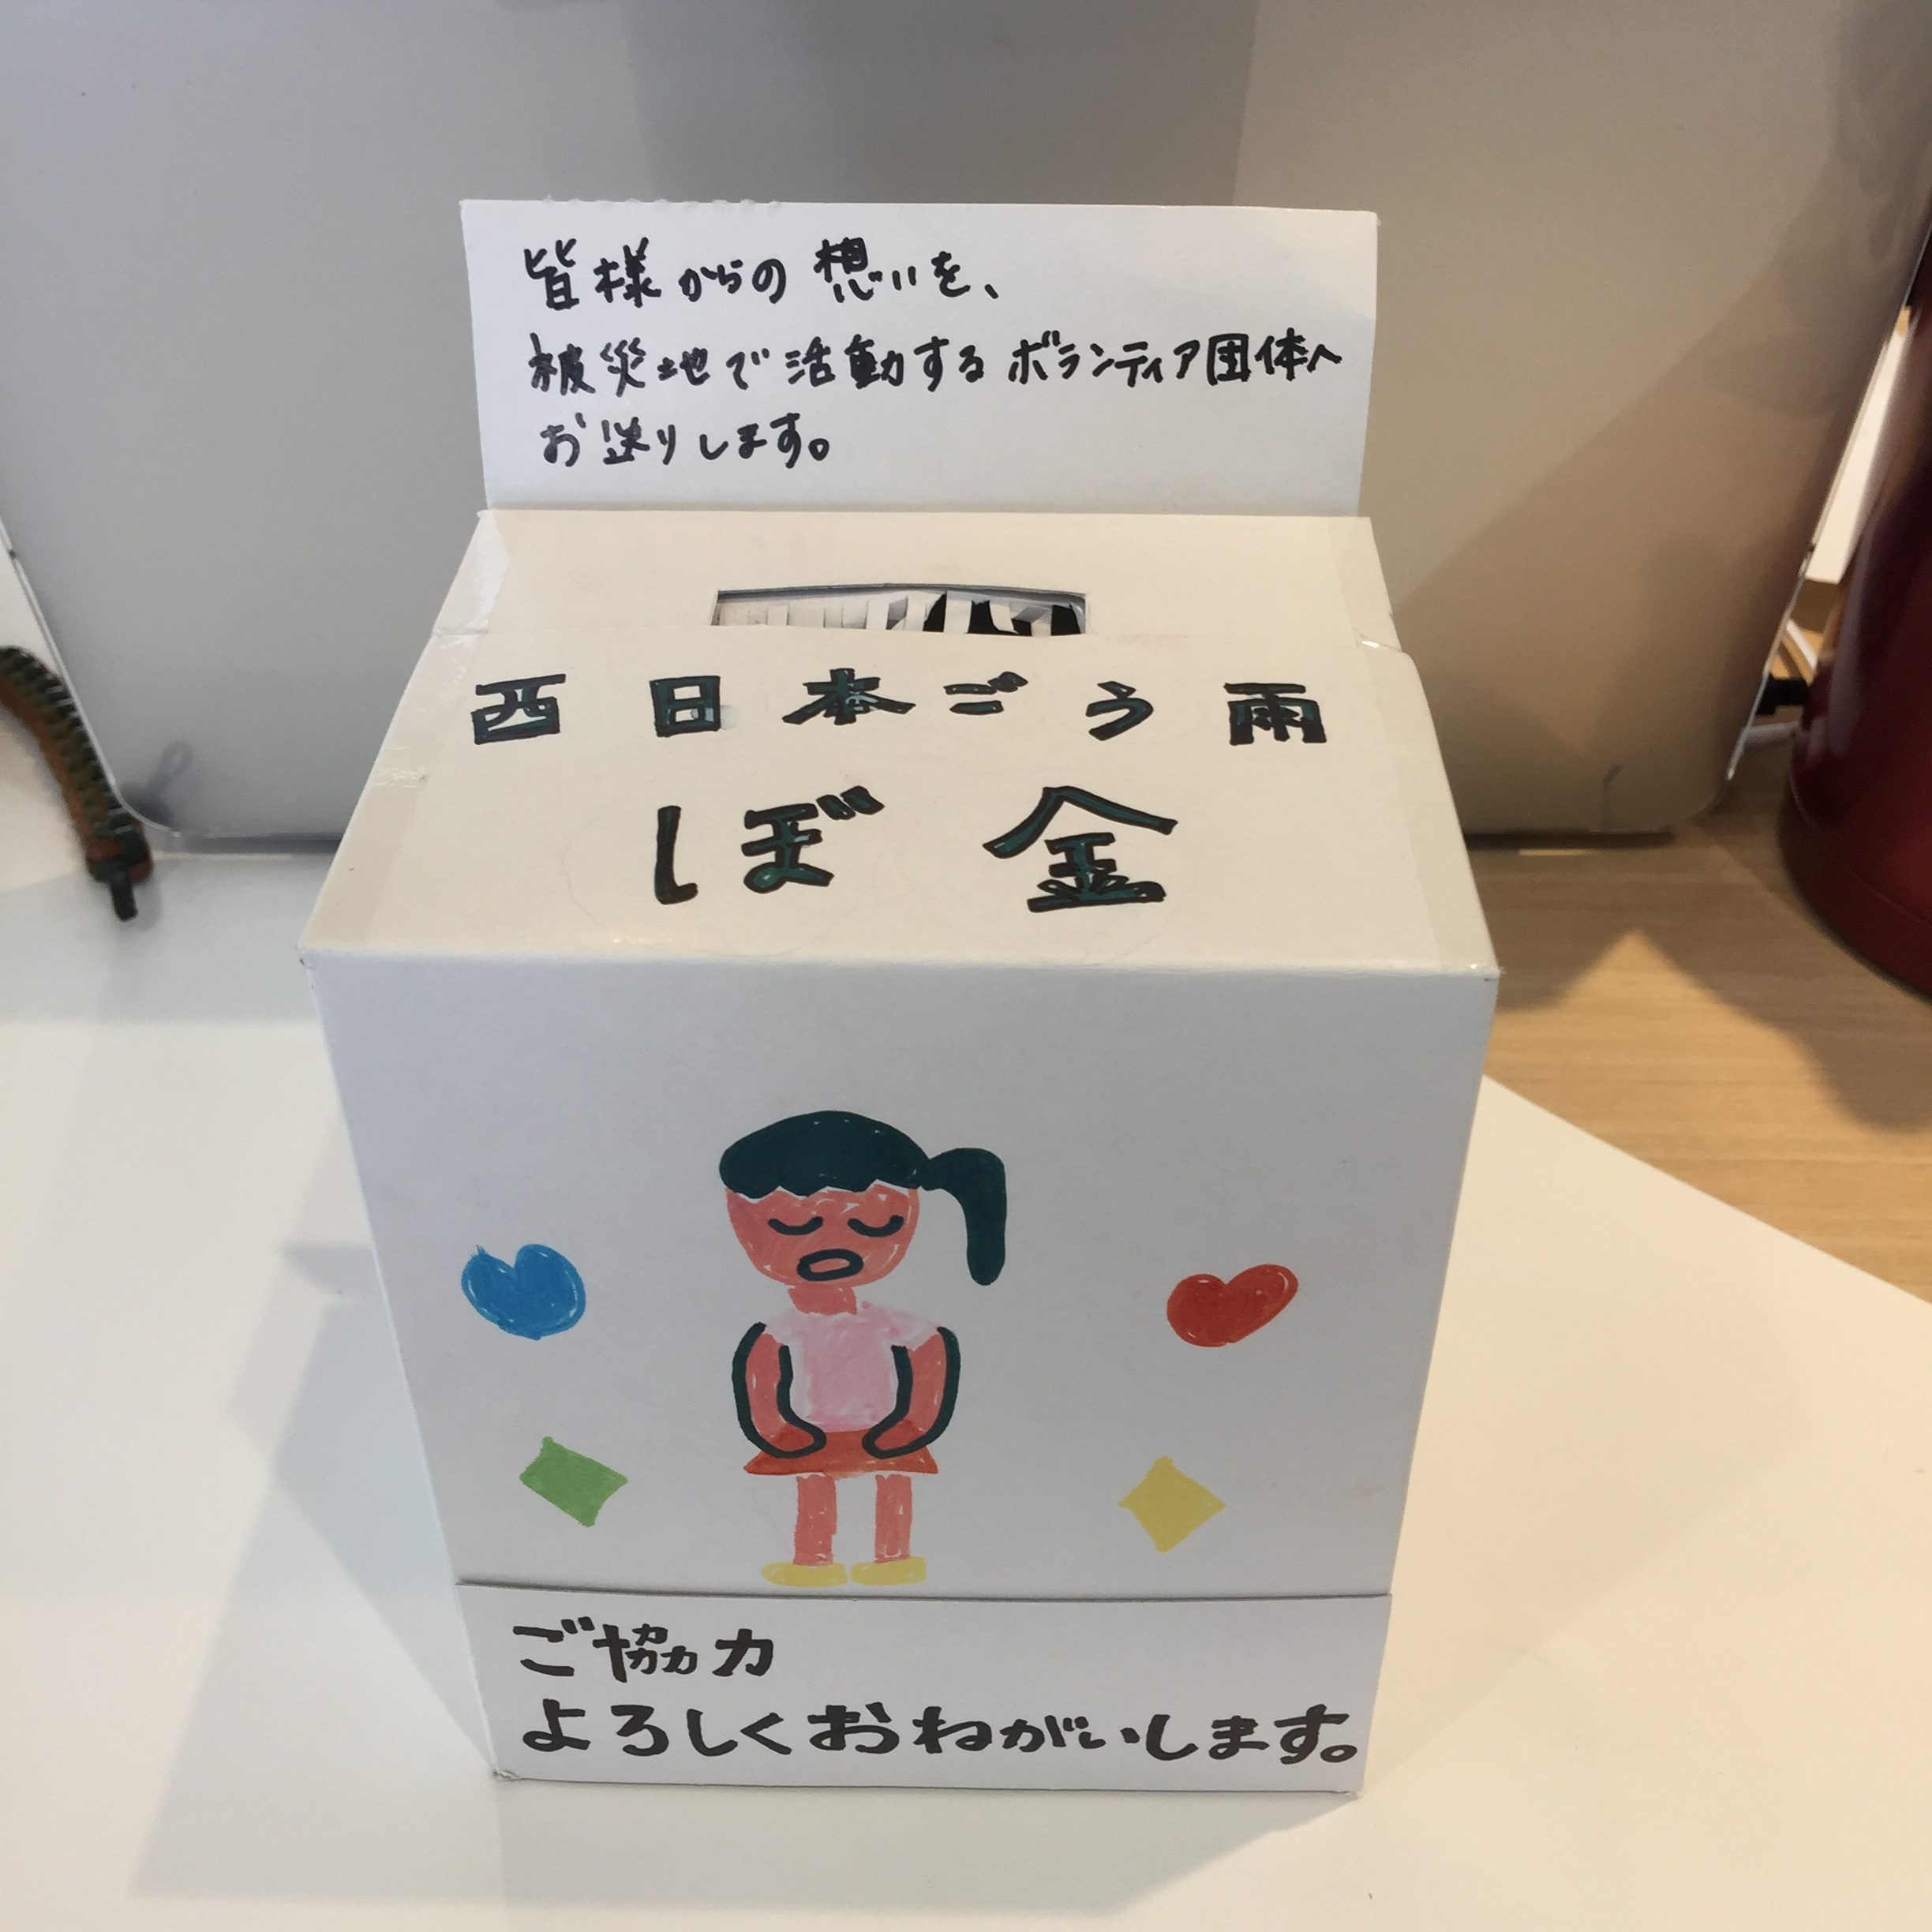 皆様からの想いを、
被災地で活動するボランティア団体へ
お送りします。
西日本ごう雨
ぼ金
ご協力
よろしくおねがいします。